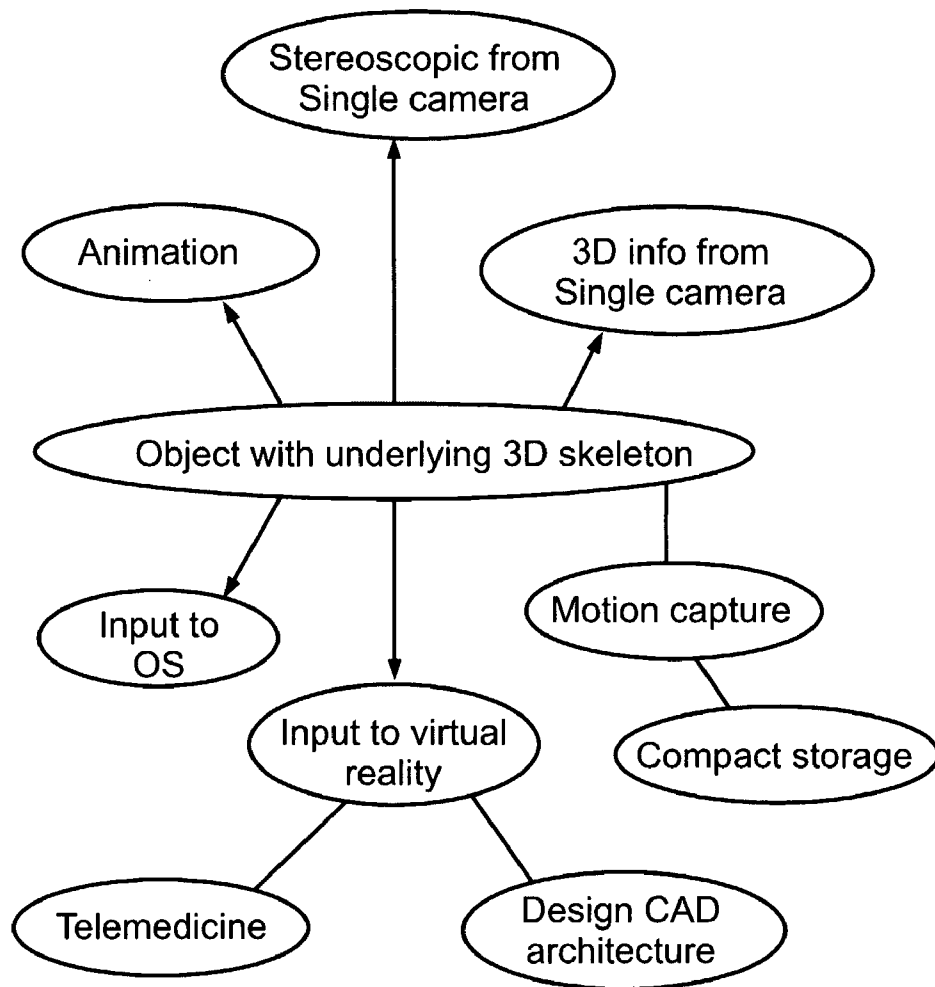 Stereoscopic from
Single camera
Animation
3D info from
Single camera
Object with underlying 3D skeleton
Input to
OS
Motion capture
Input to virtual
reality
Compact storage
Telemedicine
Design CAD
architecture